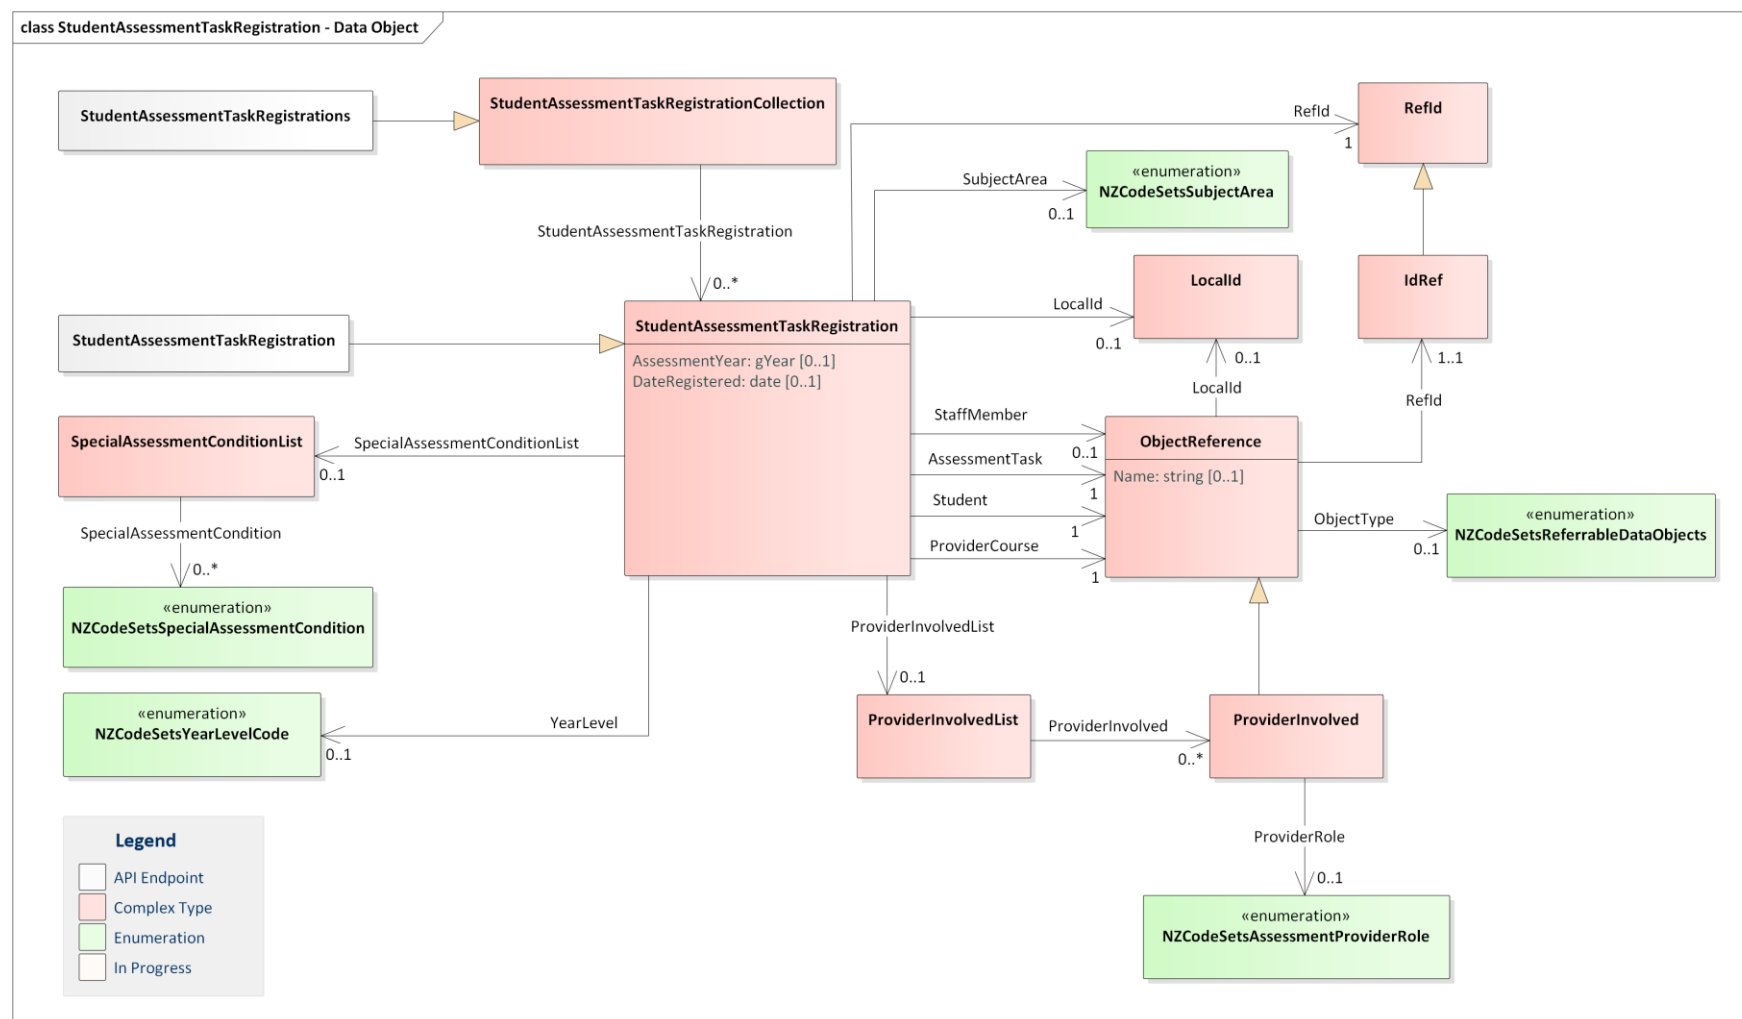 class StudentAssessmentTaskRegistration - Data Object
StudentAssessmentTaskRegistrations
StudentAssessmentTaskRegistrationCollection
RefId
1
RefId
«enumeration»
NZCodeSetsSubjectArea
SubjectArea
0..1
StudentAssessmentTaskRegistration
0..*
LocalId
IdRef
LocalId
0..1
StudentAssessmentTaskRegistration
StudentAssessmentTaskRegistration
AssessmentYear: gYear [0..1]
DateRegistered: date [0..1]
0..1
LocalId
1..1
RefId
SpecialAssessmentConditionList
SpecialAssessmentConditionList
0..1
StaffMember
0..1
AssessmentTask
1
Student
1
ProviderCourse
1
ObjectReference
Name: string [0..1]
ObjectType
0..1
«enumeration»
NZCodeSetsReferrableDataObjects
SpecialAssessmentCondition
0..*
«enumeration»
NZCodeSetsSpecialAssessmentCondition
ProviderInvolvedList
0..1
«enumeration»
NZCodeSetsYearLevelCode
YearLevel
0..1
ProviderInvolvedList
ProviderInvolved
0..*
ProviderInvolved
ProviderRole
0..1
«enumeration»
NZCodeSetsAssessmentProviderRole
Legend
API Endpoint
Complex Type
Enumeration
In Progress